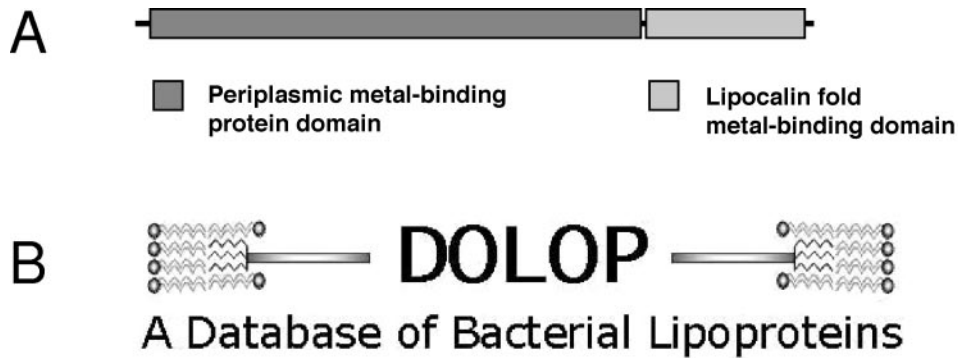 A
Periplasmic metal-binding
protein domain
Lipocalin fold
metal-binding domain
B
DOLOP
A Database of Bacterial Lipoproteins